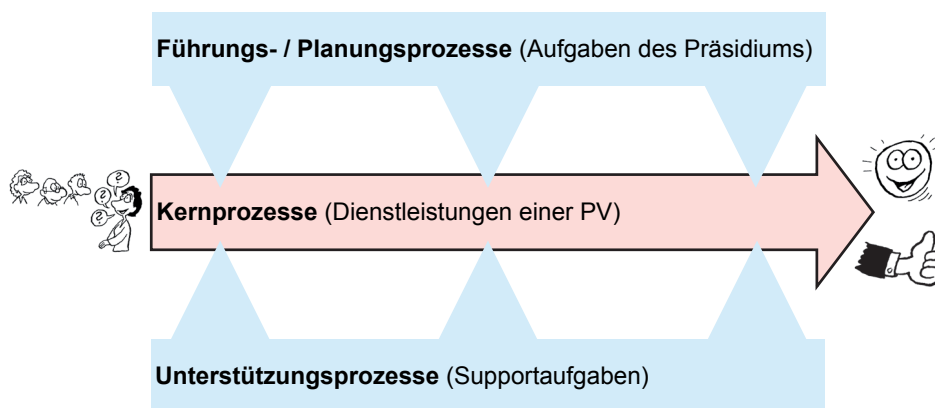 Führungs- / Planungsprozesse (Aufgaben des Präsidiums)
? ? ?
Kernprozesse (Dienstleistungen einer PV)
Unterstützungsprozesse (Supportaufgaben)